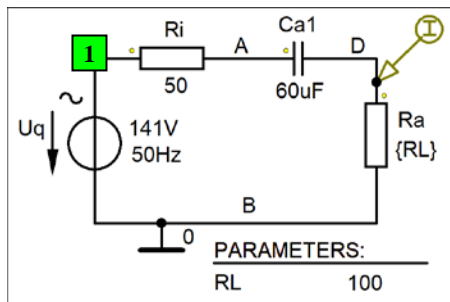 1
Ri
50
A
Ca1
60uF
D
I
Uq
141V
50Hz
Ra
{RL}
B
0
PARAMETERS:
RL 100